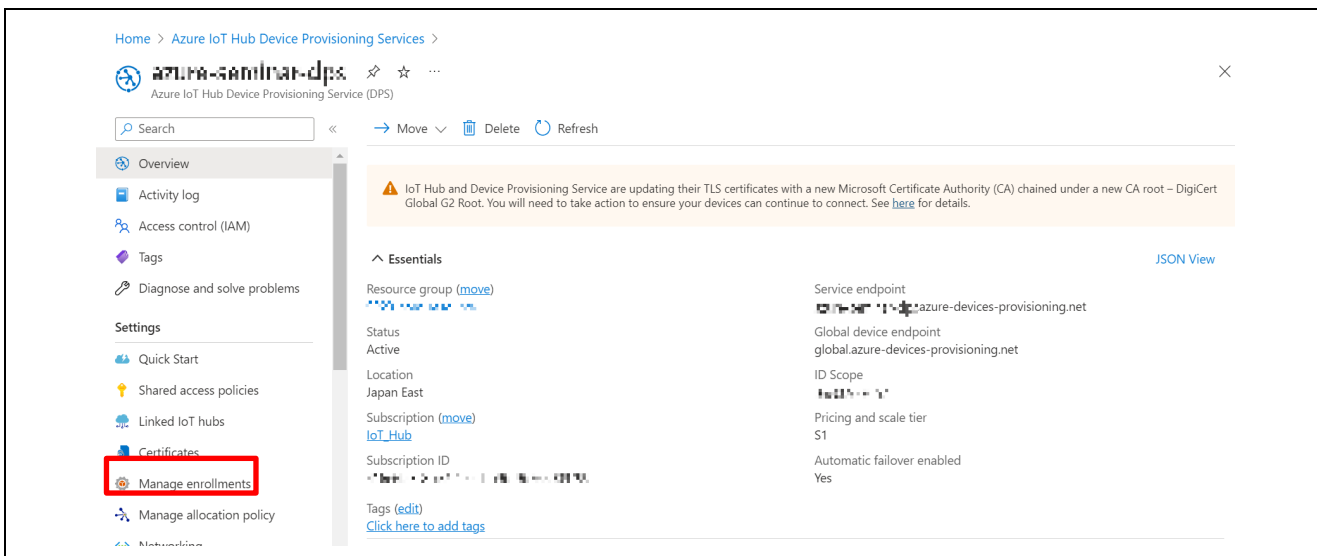 Home > Azure IoT Hub Device Provisioning Services >
azure-seminar-dps
Azure IoT Hub Device Provisioning Service (DPS)
Search
Move
Delete
Refresh
Overview
Activity log
Access control (IAM)
Tags
Diagnose and solve problems
Settings
Quick Start
Shared access policies
Linked IoT hubs
Certificates
Manage enrollments
Manage allocation policy
Networking
IoT Hub and Device Provisioning Service are updating their TLS certificates with a new Microsoft Certificate Authority (CA) chained under a new CA root – DigiCert
Global G2 Root. You will need to take action to ensure your devices can continue to connect. See here for details.
Essentials
JSON View
Resource group (move)
Status
Active
Location
Japan East
Subscription (move)
IoT_Hub
Subscription ID
Tags (edit)
Click here to add tags
Service endpoint
azure-devices-provisioning.net
Global device endpoint
global.azure-devices-provisioning.net
ID Scope
Pricing and scale tier
S1
Automatic failover enabled
Yes